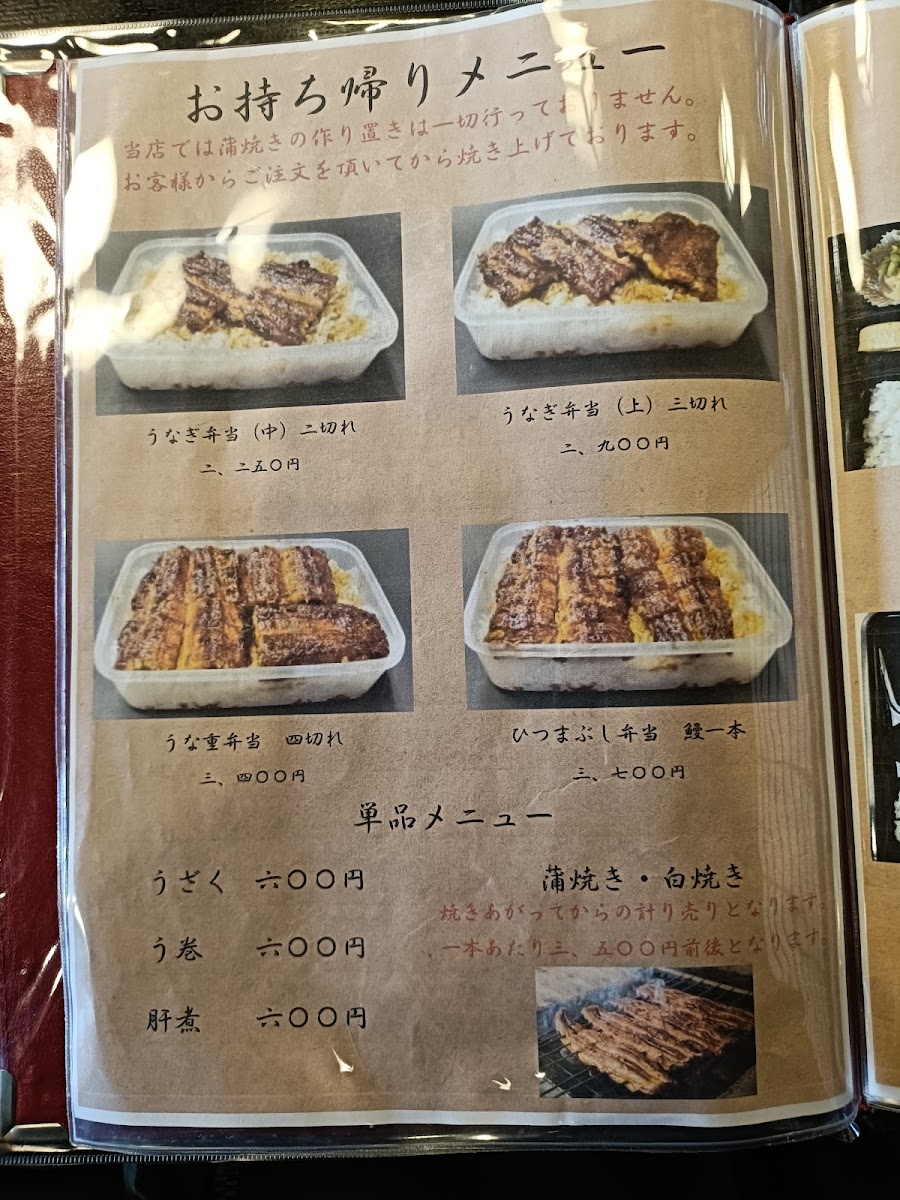 お持ち帰りメニュー
当店では蒲焼きの作り置きは一切行っておりません。
お客様からご注文を頂いてから焼き上げております。
うなぎ弁当（中）二切れ
二、二五〇円
うなぎ弁当（上）三切れ
二、九〇〇円
うな重弁当　四切れ
三、四〇〇円
ひつまぶし弁当　鰻一本
三、七〇〇円
単品メニュー
うざく　六〇〇円
う巻　六〇〇円
肝煮　六〇〇円
蒲焼き・白焼き
焼きあがってからの計り売りとなります。
一本あたり三、五〇〇円前後となります。